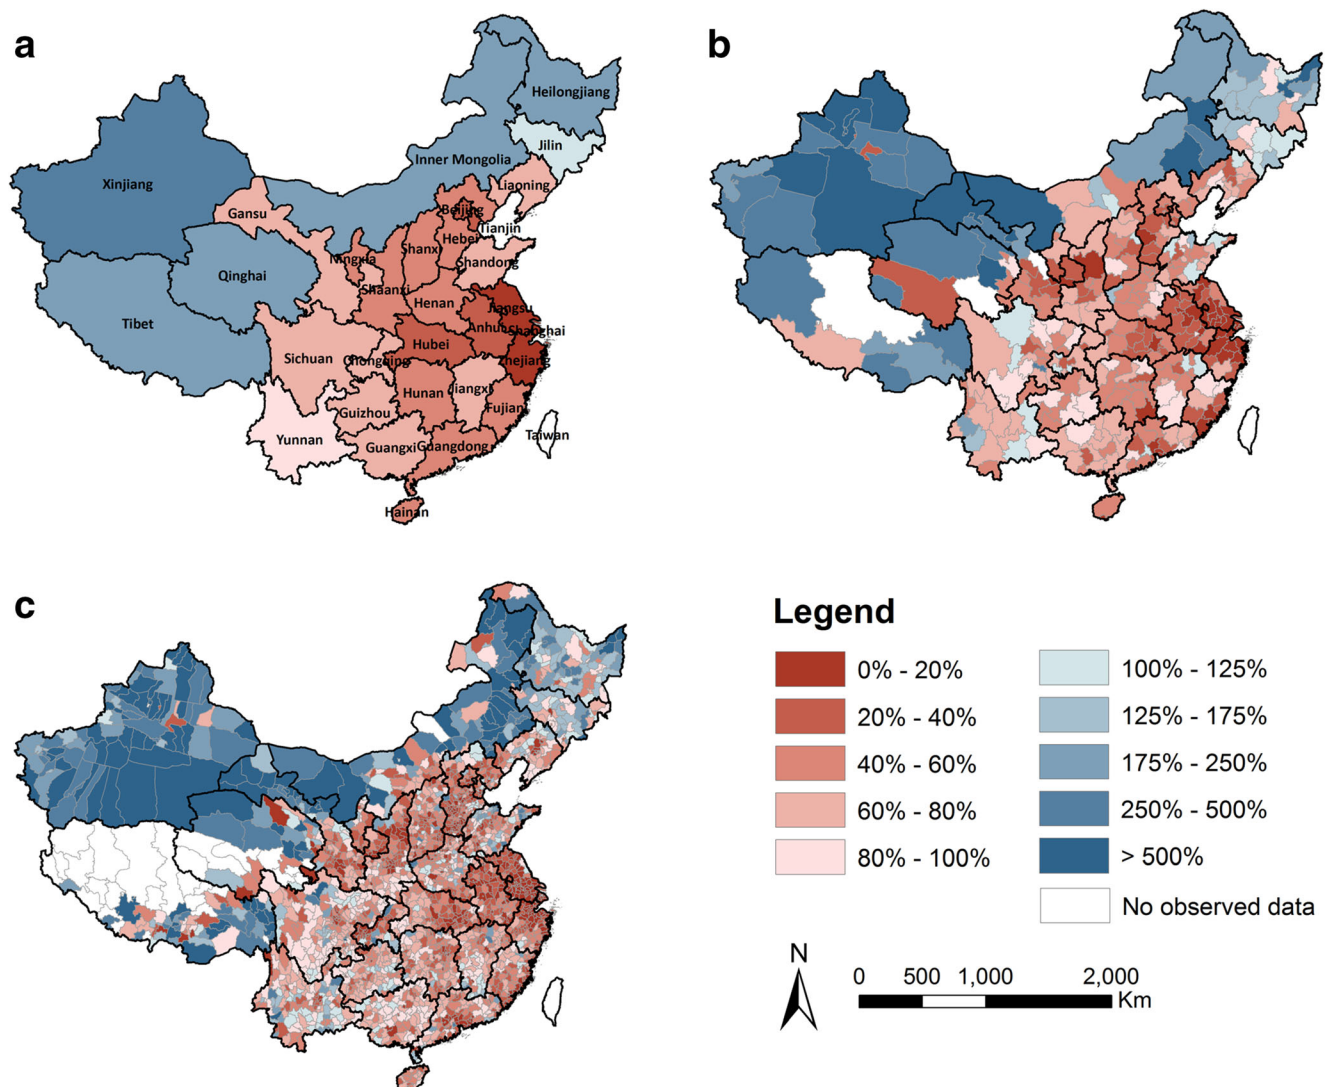 a
Xinjiang
Heilongjiang
Jilin
Inner Mongolia
Liaoning
Gansu
Beijing
Tianjin
Hebei
Shanxi
Ningxia
Shandong
Qinghai
Shaanxi
Henan
Jiangsu
Tibet
Anhui
Shanghai
Hubei
Sichuan
Chongqing
Zhejiang
Hunan
Jiangxi
Guizhou
Fujian
Yunnan
Guangxi
Guangdong
Taiwan
Hainan
b
c
Legend
0% - 20%
20% - 40%
40% - 60%
60% - 80%
80% - 100%
100% - 125%
125% - 175%
175% - 250%
250% - 500%
> 500%
No observed data
N
0 500 1,000 2,000
Km